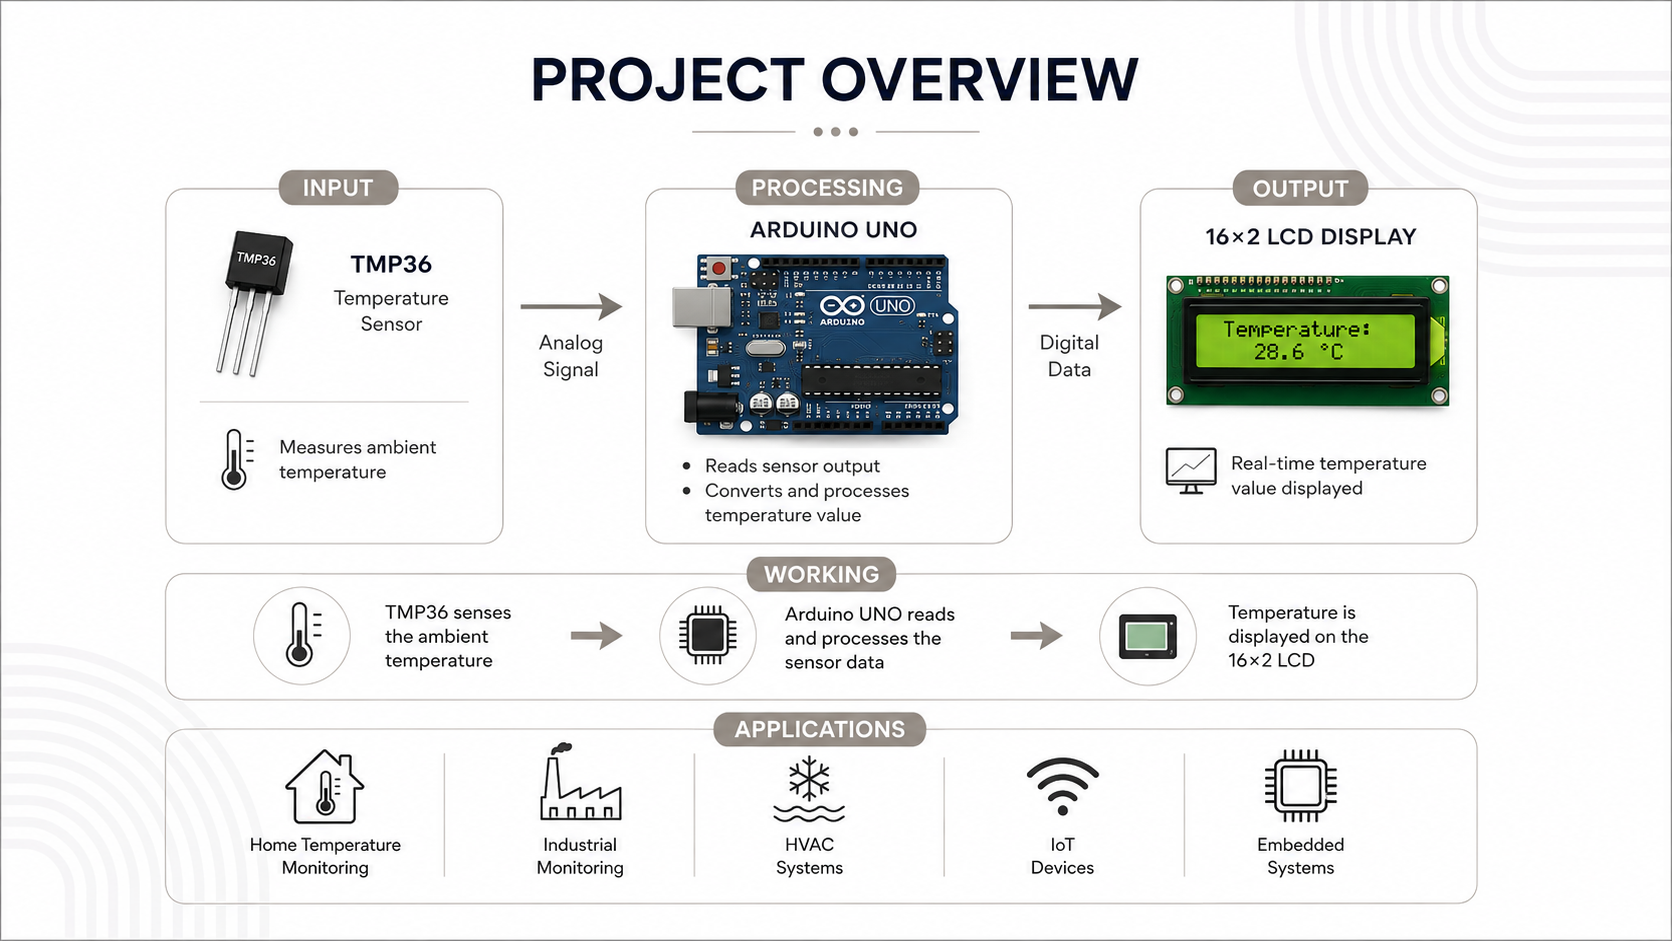 PROJECT OVERVIEW
INPUT
TMP36
TMP36
Temperature
Sensor
Measures ambient
temperature
Analog
Signal
PROCESSING
ARDUINO UNO
UNO
ARDUINO
• Reads sensor output
• Converts and processes
temperature value
Digital
Data
OUTPUT
16×2 LCD DISPLAY
Temperature:
28.6 °C
Real-time temperature
value displayed
WORKING
TMP36 senses
the ambient
temperature
Arduino UNO reads
and processes the
sensor data
Temperature is
displayed on the
16×2 LCD
APPLICATIONS
Home Temperature
Monitoring
Industrial
Monitoring
HVAC
Systems
IoT
Devices
Embedded
Systems